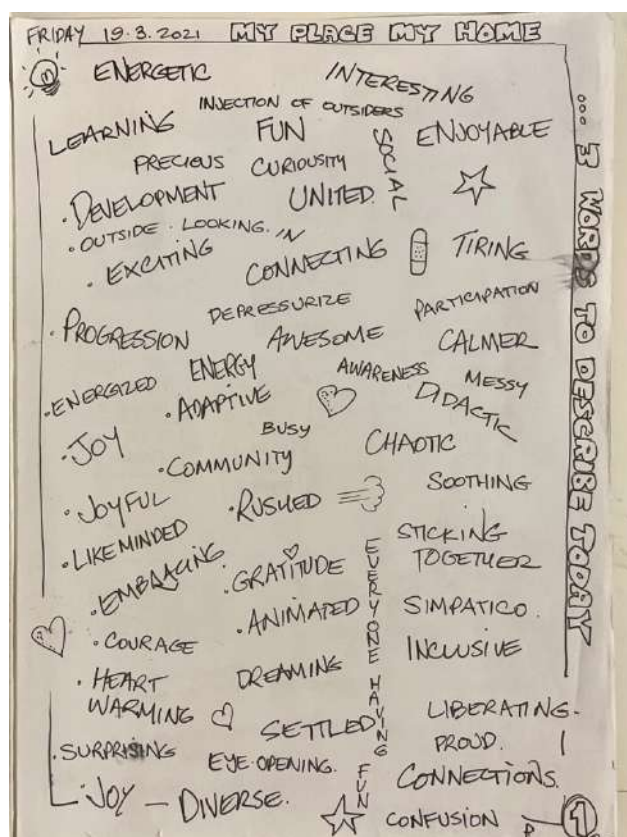 FRIDAY 19.3.2021 MY PLACE MY HOME
ENERGETIC
INTERESTING
INJECTION OF OUTSIDERS
LEARNING
FUN
SOCIAL
ENJOYABLE
PRECIOUS
CURIOUSITY
• DEVELOPMENT
UNITED.
• OUTSIDE. LOOKING. IN
• EXCITING
CONNECTING
TIRING
DEPRESSURIZE
PARTICIPATION
• PROGRESSION
AWESOME
CALMER
ENERGY
AWARENESS
MESSY
• ENERGIZED
• ADAPTIVE
DIDACTIC
BUSY
• JOY
• COMMUNITY
CHAOTIC
SOOTHING
• JOYFUL
• RUSHED
• LIKEMINDED
STICKING
TOGETHER
• EMBRACING
• GRATITUDE
EVERYONE HAVING FUN
• ANIMATED
SIMPATICO.
• COURAGE
INCLUSIVE
• HEART
WARMING
DREAMING
LIBERATING-
SETTLED
PROUD.
• SURPRISING
EYE-OPENING.
CONNECTIONS.
• JOY – DIVERSE.
CONFUSION
1
... 3 WORDS TO DESCRIBE TODAY